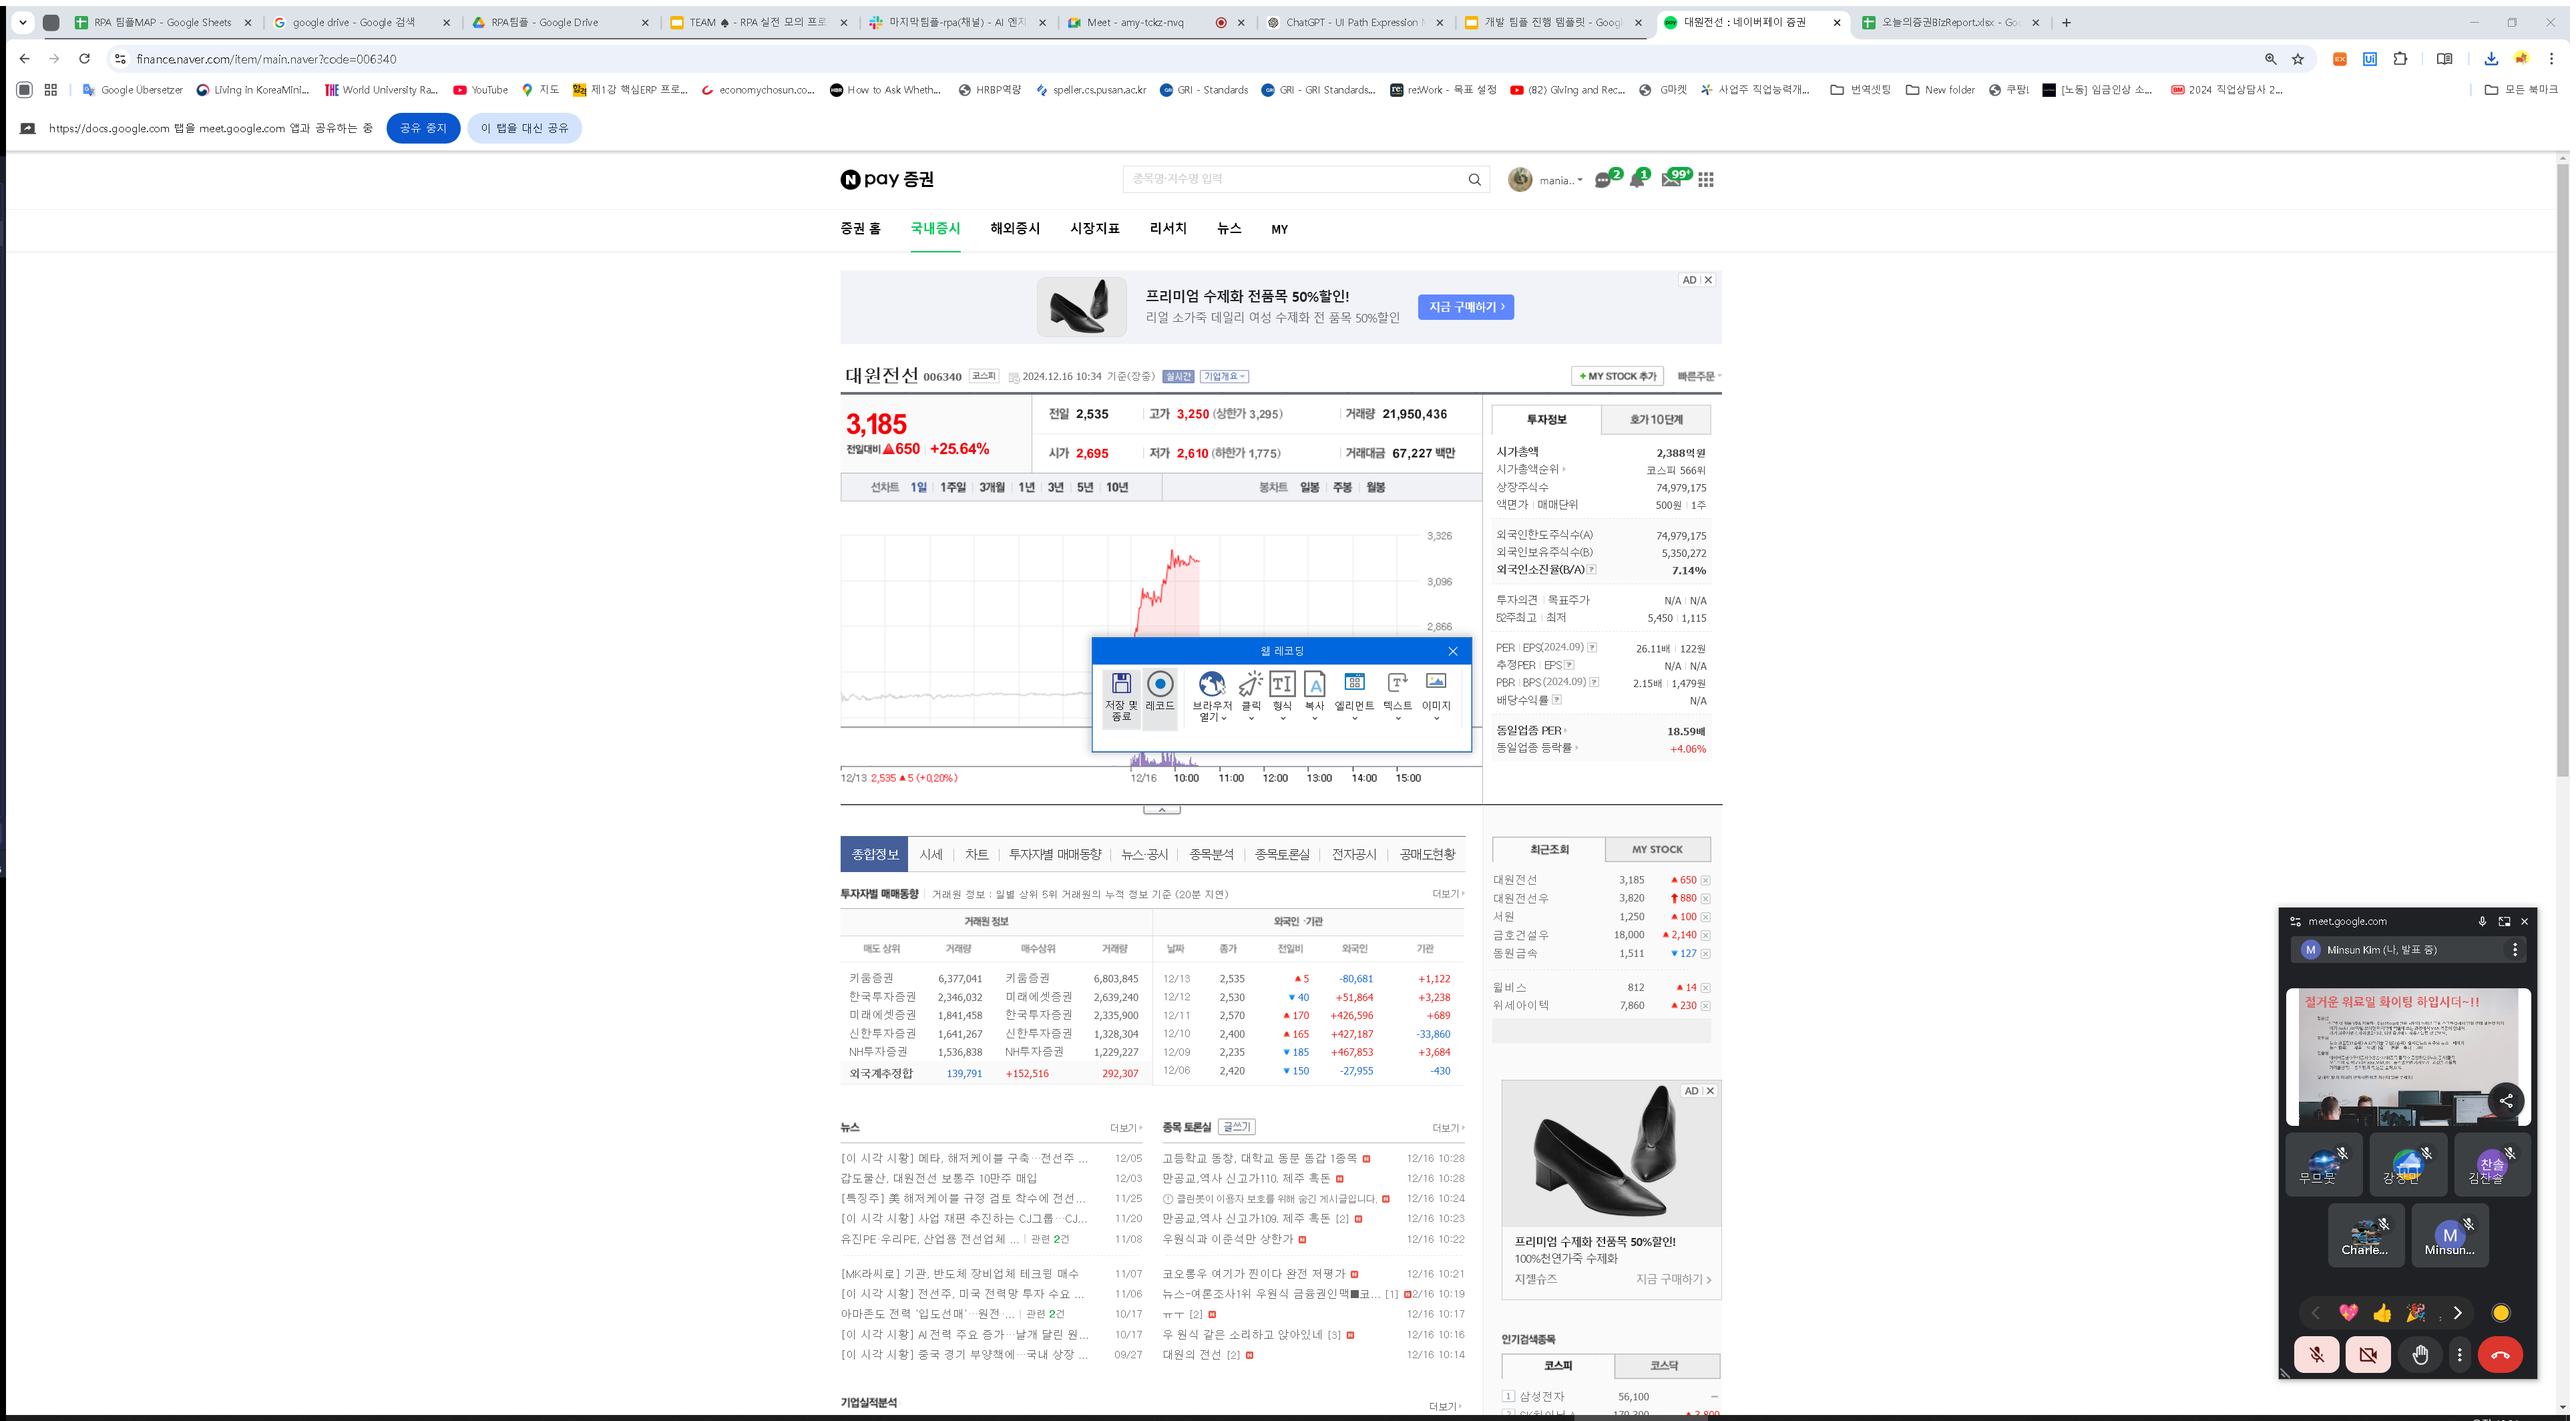 RPA 팀플MAP - Google Sheets
google drive - Google 검색
RPA팀플 - Google Drive
TEAM ♠ - RPA 실전 모의 프로
마지막팀플-rpa(채널) - AI 엔지
Meet - amy-tckz-nvq
ChatGPT - UI Path Expression
개발 팀플 진행 템플릿 - Googl
대원전선 : 네이버페이 증권
오늘의증권BizReport.xlsx - Go
finance.naver.com/item/main.naver?code=006340
Google Übersetzer
Living in KoreaMini...
World University Ra...
YouTube
지도
제1강 핵심ERP 프로...
economychosun.co...
How to Ask Wheth...
HRBP역량
speller.cs.pusan.ac.kr
GRI - Standards
GRI - GRI Standards...
re:Work - 목표 설정
(82) Giving and Rec...
G마켓
사업주 직업능력개...
번역셋팅
New folder
쿠팡!
[노동] 임금인상 소...
2024 직업상담사 2...
모든 북마크
https://docs.google.com 탭을 meet.google.com 앱과 공유하는 중
공유 중지
이 탭을 대신 공유
N pay 증권
종목명·지수명 입력
mania..
2
1
99+
증권 홈 국내증시 해외증시 시장지표 리서치 뉴스 MY
프리미엄 수제화 전품목 50%할인!
리얼 소가죽 데일리 여성 수제화 전 품목 50%할인
지금 구매하기
AD
대원전선 006340 코스피 2024.12.16 10:34 기준(장중) 실시간 기업개요
+ MY STOCK 추가 빠른주문
3,185
전일대비 ▲650 +25.64%
전일 2,535 고가 3,250 (상한가 3,295) 거래량 21,950,436
시가 2,695 저가 2,610 (하한가 1,775) 거래대금 67,227 백만
선차트 1일 1주일 3개월 1년 3년 5년 10년
봉차트 일봉 주봉 월봉
3,326
3,096
2,866
웹 레코딩
저장 및 종료
레코드
브라우저 열기
클릭
형식
복사
엘리먼트
텍스트
이미지
12/13 2,535 ▲5 (+0.20%)
12/16 10:00 11:00 12:00 13:00 14:00 15:00
투자정보 호가 10단계
시가총액 2,388억원
시가총액순위 코스피 566위
상장주식수 74,979,175
액면가 매매단위 500원 1주
외국인한도주식수(A) 74,979,175
외국인보유주식수(B) 5,350,272
외국인소진율(B/A) 7.14%
투자의견 목표주가 N/A N/A
52주최고 최저 5,450 1,115
PER EPS(2024.09) 26.11배 122원
추정PER EPS N/A N/A
PBR BPS (2024.09) 2.15배 1,479원
배당수익률 N/A
동일업종 PER 18.59배
동일업종 등락률 +4.06%
종합정보 시세 차트 투자자별 매매동향 뉴스·공시 종목분석 종목토론실 전자공시 공매도현황
투자자별 매매동향 거래원 정보 : 일별 상위 5위 거래원의 누적 정보 기준 (20분 지연) 더보기
거래원 정보 외국인·기관
매도 상위 거래량 매수상위 거래량 날짜 종가 전일비 외국인 기관
키움증권 6,377,041 키움증권 6,803,845 12/13 2,535 ▲5 -80,681 +1,122
한국투자증권 2,346,032 미래에셋증권 2,639,240 12/12 2,530 ▼40 +51,864 +3,238
미래에셋증권 1,841,458 한국투자증권 2,335,900 12/11 2,570 ▲170 +426,596 +689
신한투자증권 1,641,267 신한투자증권 1,328,304 12/10 2,400 ▲165 +427,187 -33,860
NH투자증권 1,536,838 NH투자증권 1,229,227 12/09 2,235 ▼185 +467,853 +3,684
외국계추정합 139,791 +152,516 292,307 12/06 2,420 ▼150 -27,955 -430
최근조회 MY STOCK
대원전선 3,185 ▲650
대원전선우 3,820 ↑880
서원 1,250 ▲100
금호건설우 18,000 ▲2,140
동원금속 1,511 ▼127
윌비스 812 ▲14
위세아이텍 7,860 ▲230
뉴스 더보기
[이 시각 시황] 메타, 해저케이블 구축…전선주 ... 12/05
갑도물산, 대원전선 보통주 10만주 매입 12/03
[특징주] 美 해저케이블 규정 검토 착수에 전선... 11/25
[이 시각 시황] 사업 재편 추진하는 CJ그룹…CJ... 11/20
유진PE·우리PE, 산업용 전선업체 ... 관련 2건 11/08
[MK라씨로] 기관, 반도체 장비업체 테크윙 매수 11/07
[이 시각 시황] 전선주, 미국 전력망 투자 수요 ... 11/06
아마존도 전력 '입도선매'…원전·... 관련 2건 10/17
[이 시각 시황] AI 전력 주요 증가…날개 달린 원... 10/17
[이 시각 시황] 중국 경기 부양책에…국내 상장 ... 09/27
종목 토론실 글쓰기 더보기
고등학교 동창, 대학교 동문 동갑 1종목 12/16 10:28
만공교,역사 신고가110. 제주 흑돈 12/16 10:28
클린봇이 이용자 보호를 위해 숨긴 게시글입니다. 12/16 10:24
만공교,역사 신고가109. 제주 흑돈 [2] 12/16 10:23
우원식과 이준석만 상한가 12/16 10:22
코오롱우 여기가 찐이다 완전 저평가 12/16 10:21
뉴스-여론조사1위 우원식 금융권인맥■코... [1] 12/16 10:19
ㅠㅜ [2] 12/16 10:17
우 원식 같은 소리하고 앉아있네 [3] 12/16 10:16
대원의 전선 [2] 12/16 10:14
기업실적분석 더보기
AD
프리미엄 수제화 전품목 50%할인!
100%천연가죽 수제화
지젤슈즈 지금 구매하기
인기검색종목
코스피 코스닥
1 삼성전자 56,100
meet.google.com
M Minsun Kim (나, 발표 중)
절거운 워료일 화이팅 하입시더~!!
무므뭇
강창민
찬솔
김찬솔
Charle...
M
Minsun...